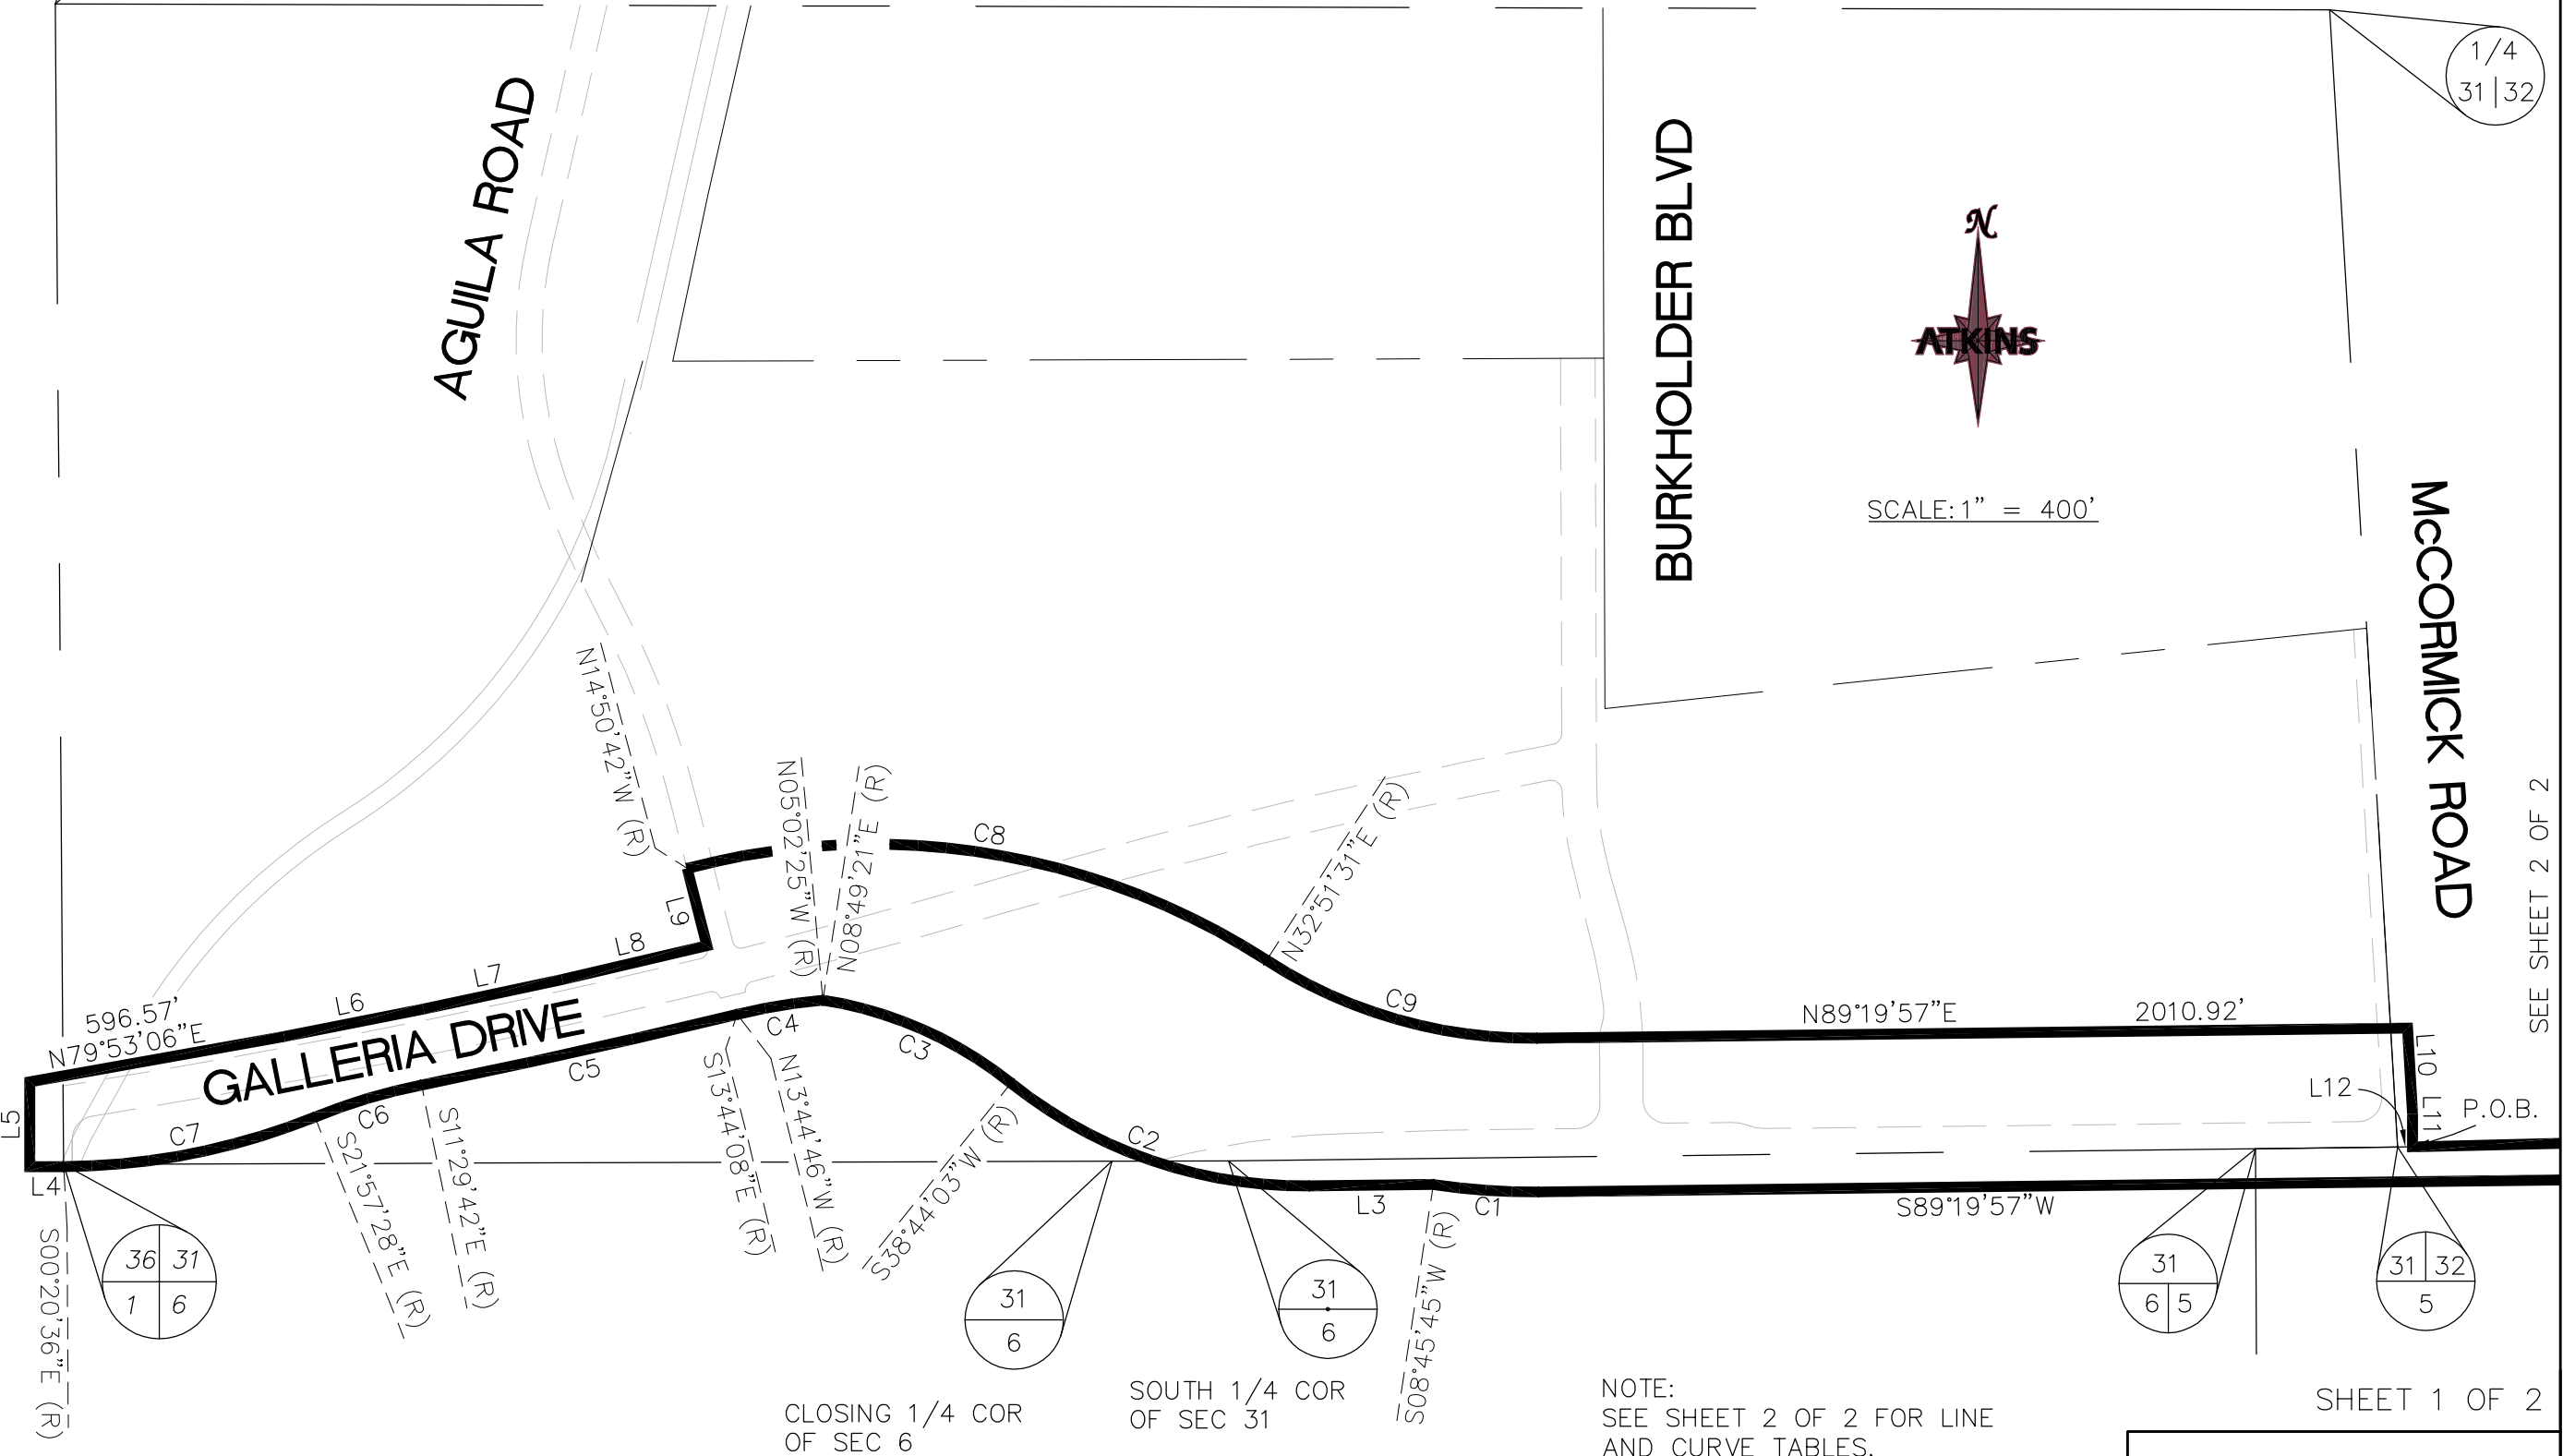 1/4
31 32
AGUILA ROAD
BURKHOLDER BLVD
N
ATKINS
SCALE: 1" = 400'
McCORMICK ROAD
SEE SHEET 2 OF 2
N14°50'42"W (R)
N05°02'25"W (R)
N08°49'21"E (R)
C8
N32°51'31"E (R)
L9
L8
L7
L6
596.57'
N79°53'06"E
GALLERIA DRIVE
C4
C3
C5
C6
C7
C9
N89°19'57"E
2010.92'
L10
L12
L11
P.O.B.
L5
L4
C2
L3
C1
S89°19'57"W
S00°20'36"E (R)
S21°57'28"E (R)
S11°29'42"E (R)
S13°44'08"E (R)
N13°44'46"W (R)
S38°44'03"W (R)
S08°45'45"W (R)
36 31
1 6
31
6
31
6
31
6 5
31 32
5
CLOSING 1/4 COR
OF SEC 6
SOUTH 1/4 COR
OF SEC 31
NOTE:
SEE SHEET 2 OF 2 FOR LINE
AND CURVE TABLES.
SHEET 1 OF 2